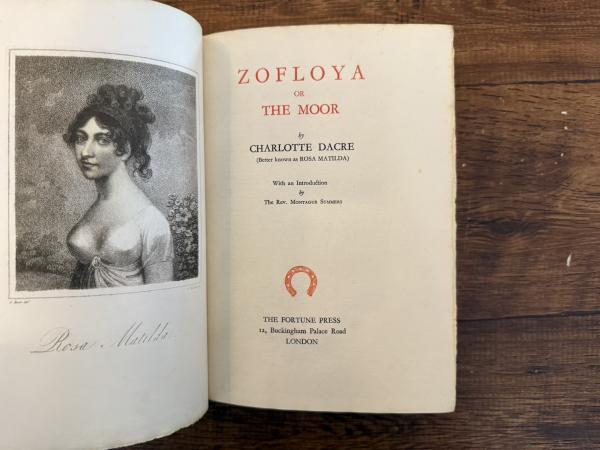 Rosa Matilda
ZOFLOYA
OR
THE MOOR
by
CHARLOTTE DACRE
(Better known as ROSA MATILDA)
With an Introduction
by
The Rev. Montague Summers
THE FORTUNE PRESS
12, Buckingham Palace Road
LONDON